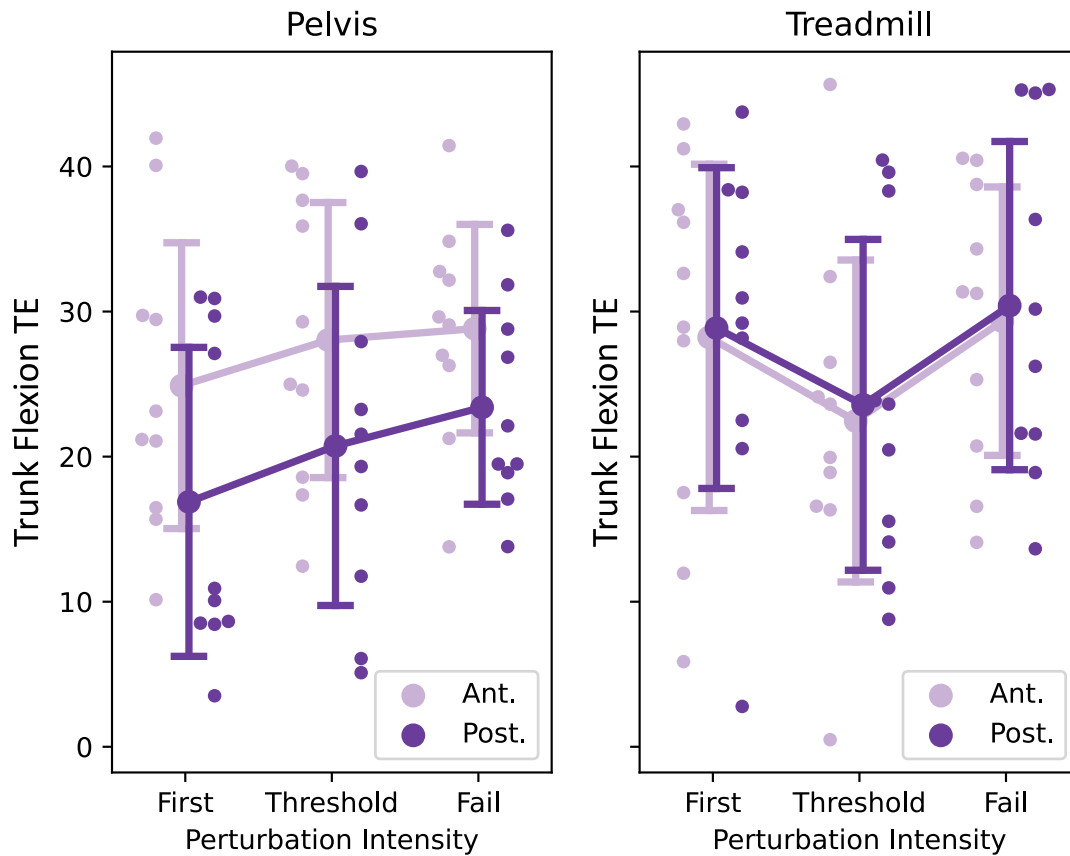 Pelvis
Trunk Flexion TE
40
30
20
10
0
First
Threshold
Fail
Perturbation Intensity
Ant.
Post.
Treadmill
Trunk Flexion TE
First
Threshold
Fail
Perturbation Intensity
Ant.
Post.